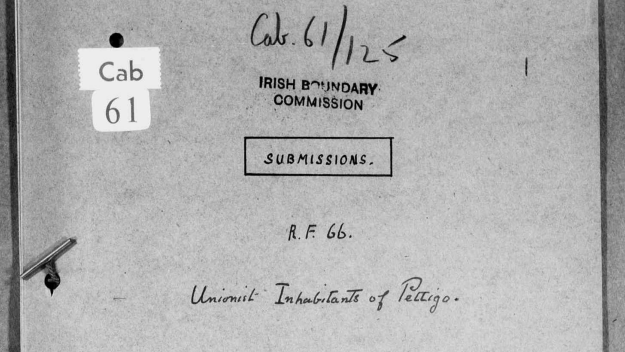 Cab. 61/125
Cab
61
IRISH BOUNDARY
COMMISSION
SUBMISSIONS.
R.F. 66.
Unionist Inhabitants of Pettigo.